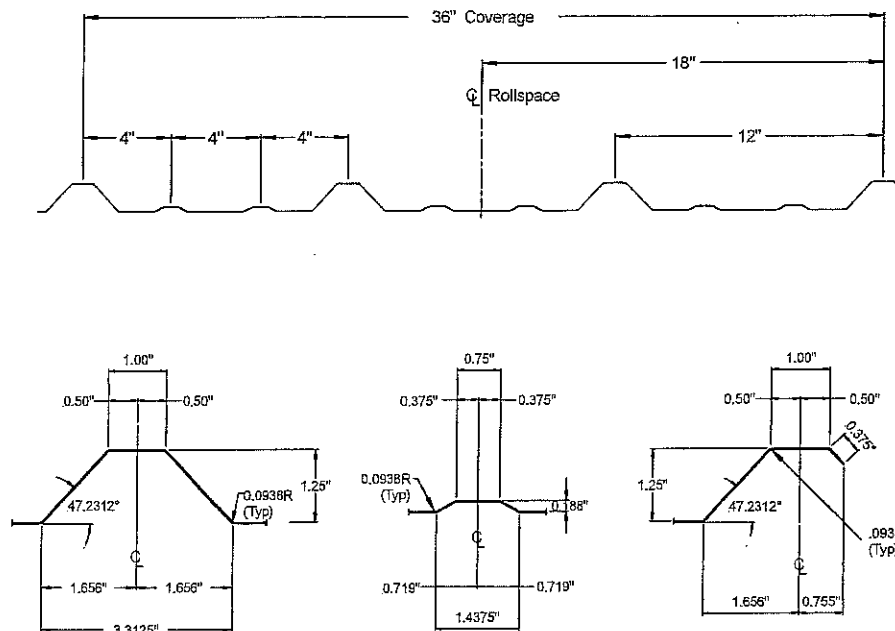 36" Coverage
18"
℄ Rollspace
4" 4" 4" 12"
1.00"
0.50" 0.50"
1.25"
47.2312°
0.0938R
(Typ)
℄
1.656" 1.656"
3.3125"
0.75"
0.375" 0.375"
0.0938R
(Typ)
0.188"
℄
0.719" 0.719"
1.4375"
1.00"
0.50" 0.50"
0.375"
1.25"
47.2312°
.093
(Typ)
℄
1.656" 0.755"